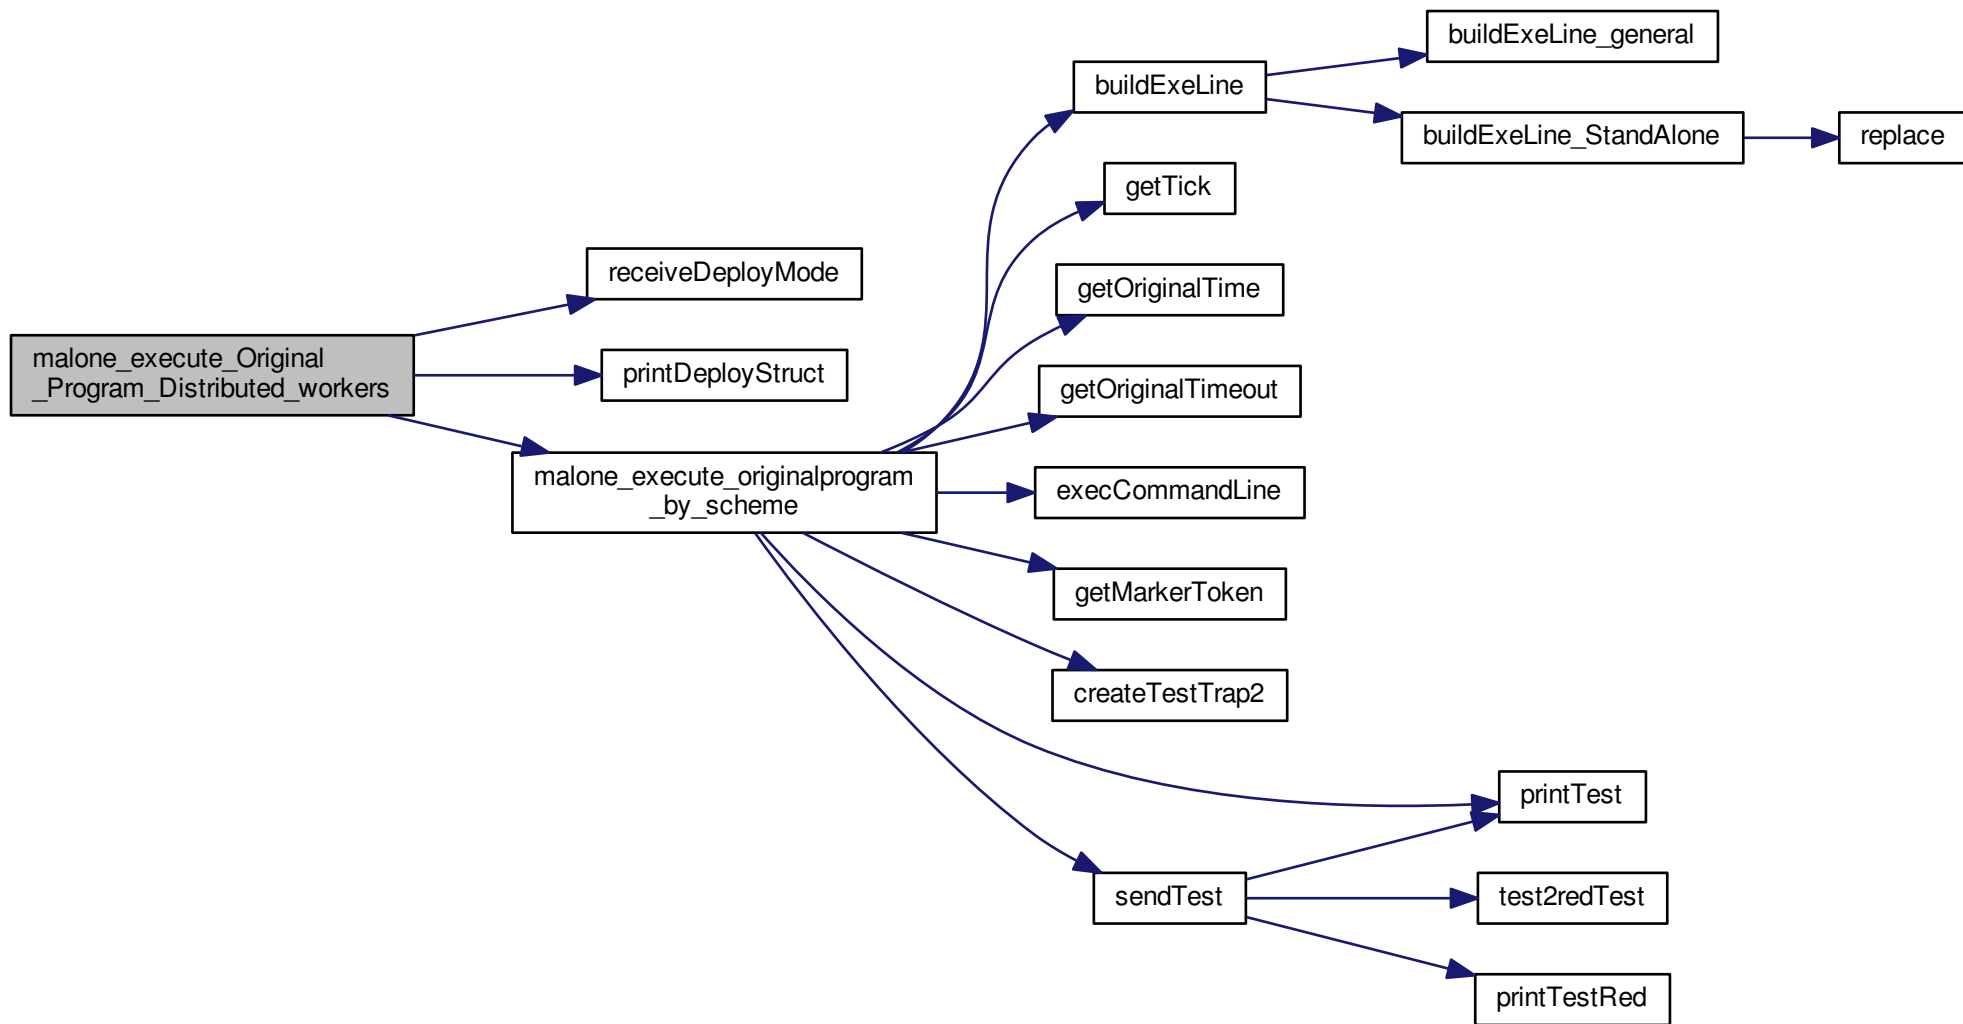 buildExeLine_general
buildExeLine
buildExeLine_StandAlone
replace
getTick
receiveDeployMode
getOriginalTime
malone_execute_Original
_Program_Distributed_workers
printDeployStruct
getOriginalTimeout
malone_execute_originalprogram
_by_scheme
execCommandLine
getMarkerToken
createTestTrap2
printTest
sendTest
test2redTest
printTestRed